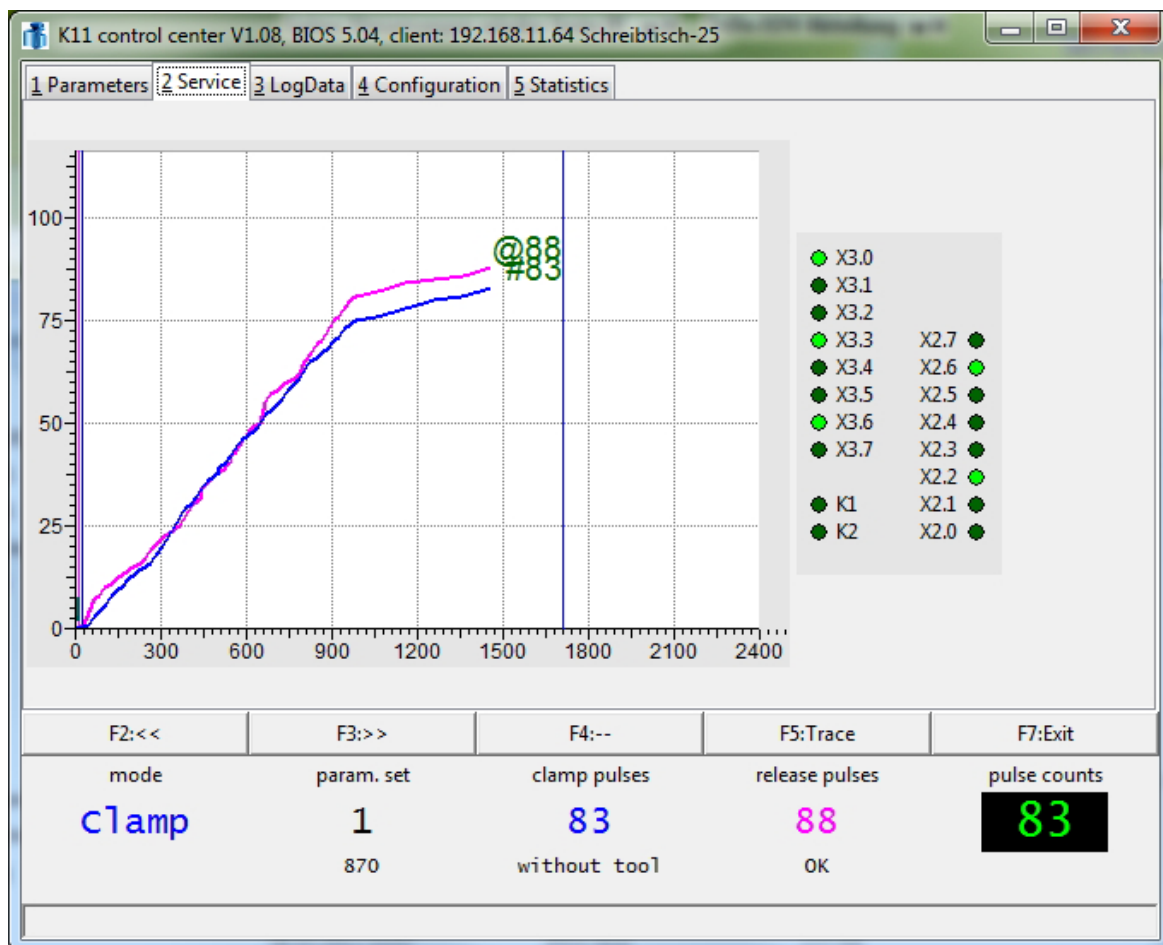 K11 control center V1.08, BIOS 5.04, client: 192.168.11.64 Schreibtisch-25
1 Parameters 2 Service 3 LogData 4 Configuration 5 Statistics
100
75
50
25
0
0 300 600 900 1200 1500 1800 2100 2400
@88
#83
X3.0
X3.1
X3.2
X3.3 X2.7
X3.4 X2.6
X3.5 X2.5
X3.6 X2.4
X3.7 X2.3
X2.2
K1 X2.1
K2 X2.0
F2:<< F3:>> F4:-- F5:Trace F7:Exit
mode param. set clamp pulses release pulses pulse counts
Clamp 1 83 88 83
870 without tool OK